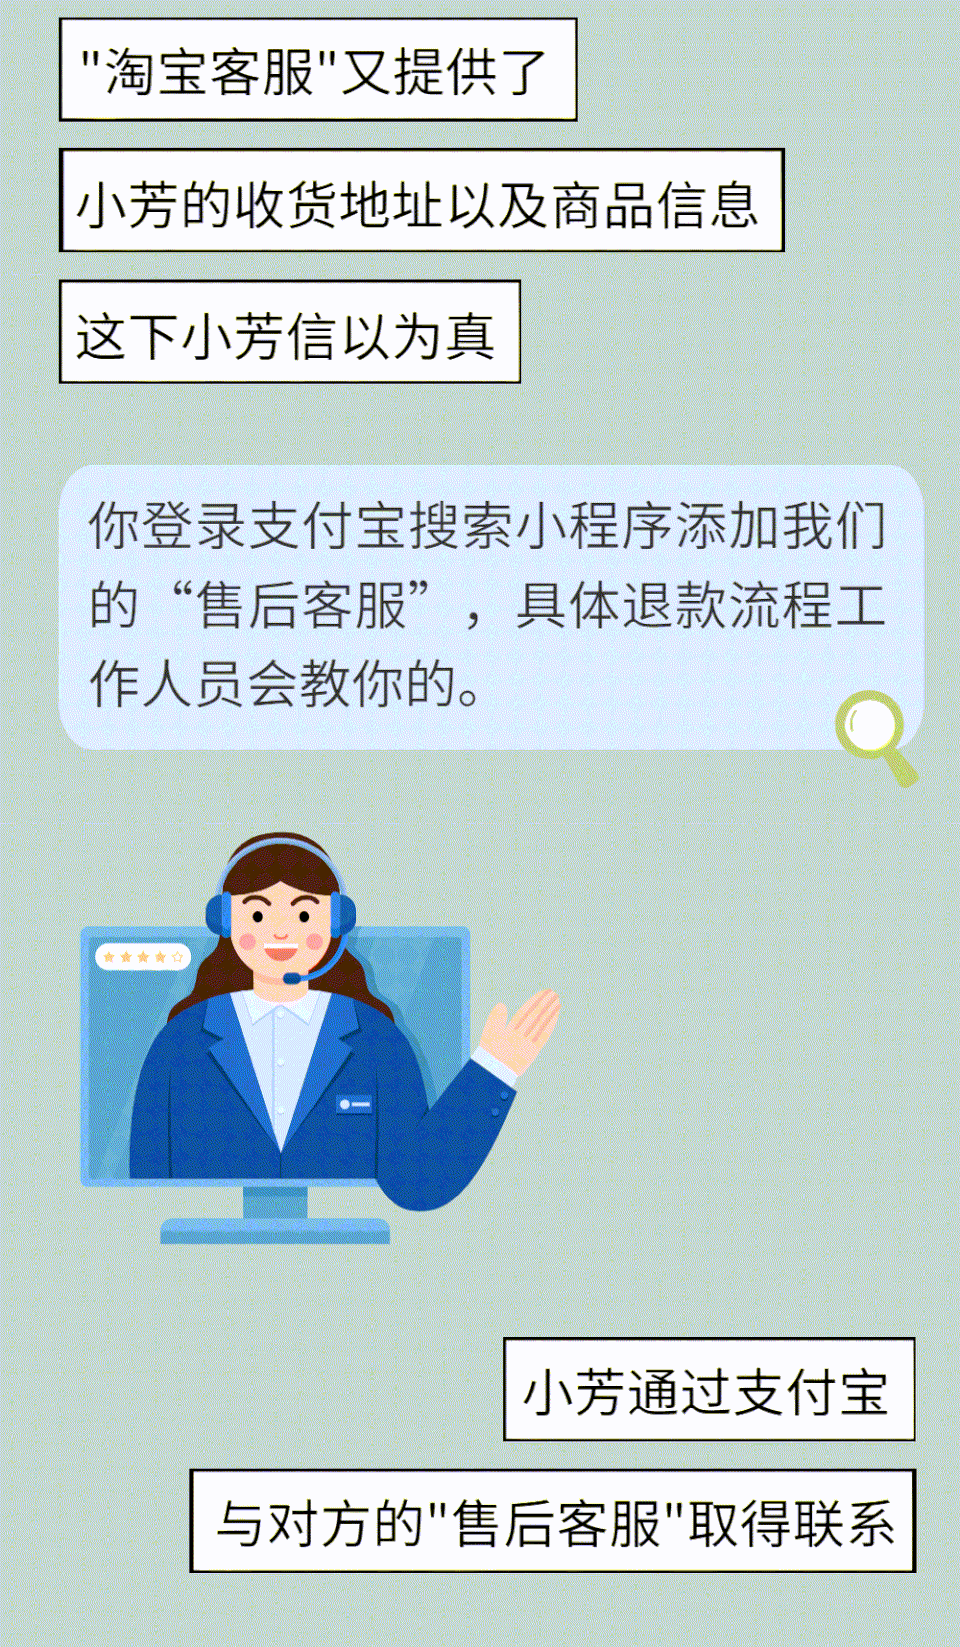 "淘宝客服"又提供了
小芳的收货地址以及商品信息
这下小芳信以为真
你登录支付宝搜索小程序添加我们
的“售后客服”，具体退款流程工
作人员会教你的。
小芳通过支付宝
与对方的"售后客服"取得联系